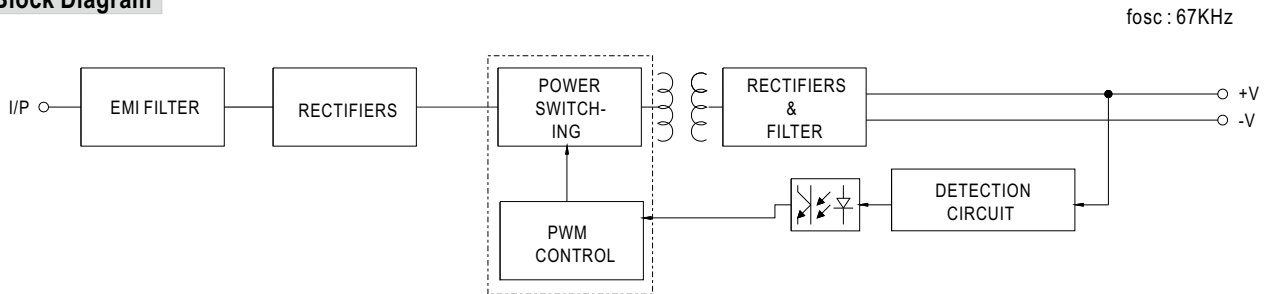 Block Diagram
fosc : 67KHz
I/P
EMI FILTER
RECTIFIERS
POWER
SWITCH-
ING
RECTIFIERS
&
FILTER
+V
-V
DETECTION
CIRCUIT
PWM
CONTROL